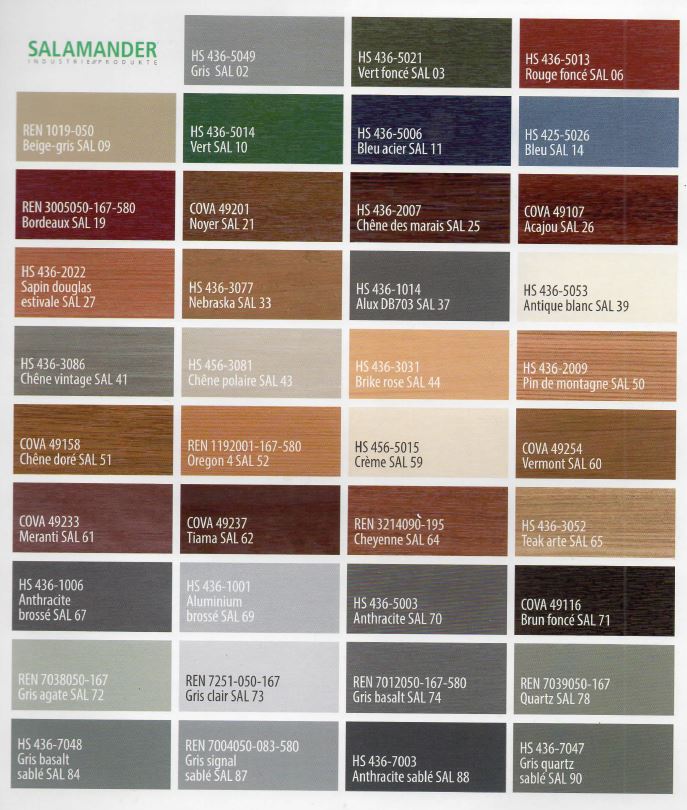 SALAMANDER
INDUSTRIEPRODUKTE
HS 436-5049
Gris SAL 02
HS 436-5021
Vert foncé SAL 03
HS 436-5013
Rouge foncé SAL 06
REN 1019-050
Beige-gris SAL 09
HS 436-5014
Vert SAL 10
HS 436-5006
Bleu acier SAL 11
HS 425-5026
Bleu SAL 14
REN 3005050-167-580
Bordeaux SAL 19
COVA 49201
Noyer SAL 21
HS 436-2007
Chêne des marais SAL 25
COVA 49107
Acajou SAL 26
HS 436-2022
Sapin douglas
estivale SAL 27
HS 436-3077
Nebraska SAL 33
HS 436-1014
Alux DB703 SAL 37
HS 436-5053
Antique blanc SAL 39
HS 436-3086
Chêne vintage SAL 41
HS 456-3081
Chêne polaire SAL 43
HS 436-3031
Brike rose SAL 44
HS 436-2009
Pin de montagne SAL 50
COVA 49158
Chêne doré SAL 51
REN 1192001-167-580
Oregon 4 SAL 52
HS 456-5015
Crème SAL 59
COVA 49254
Vermont SAL 60
COVA 49233
Meranti SAL 61
COVA 49237
Tiama SAL 62
REN 3214090-195
Cheyenne SAL 64
HS 436-3052
Teak arte SAL 65
HS 436-1006
Anthracite
brossé SAL 67
HS 436-1001
Aluminium
brossé SAL 69
HS 436-5003
Anthracite SAL 70
COVA 49116
Brun foncé SAL 71
REN 7038050-167
Gris agate SAL 72
REN 7251-050-167
Gris clair SAL 73
REN 7012050-167-580
Gris basalt SAL 74
REN 7039050-167
Quartz SAL 78
HS 436-7048
Gris basalt
sablé SAL 84
REN 7004050-083-580
Gris signal
sablé SAL 87
HS 436-7003
Anthracite sablé SAL 88
HS 436-7047
Gris quartz
sablé SAL 90